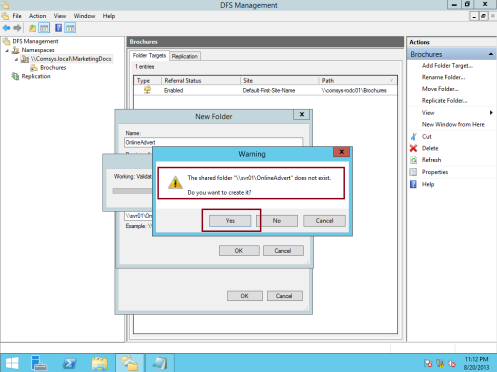 DFS Management
File Action View Window Help
DFS Management
Namespaces
\\Comsys.local\MarketingDocs
Brochures
Replication
Brochures
Folder Targets Replication
1 entries
Type Referral Status Site Path
Enabled Default-First-Site-Name \\comsys-rodc01\Brochures
Actions
Brochures
Add Folder Target...
Rename Folder...
Move Folder...
Replicate Folder...
View
New Window from Here
Cut
Delete
Refresh
Properties
Help
New Folder
Name:
OnlineAdvert
Working: Validat
Warning
The shared folder "\\svr01\OnlineAdvert" does not exist.
Do you want to create it?
Yes No Cancel
\\svr01\On
Example: \\
OK Cancel
OK Cancel
11:12 PM
8/20/2013